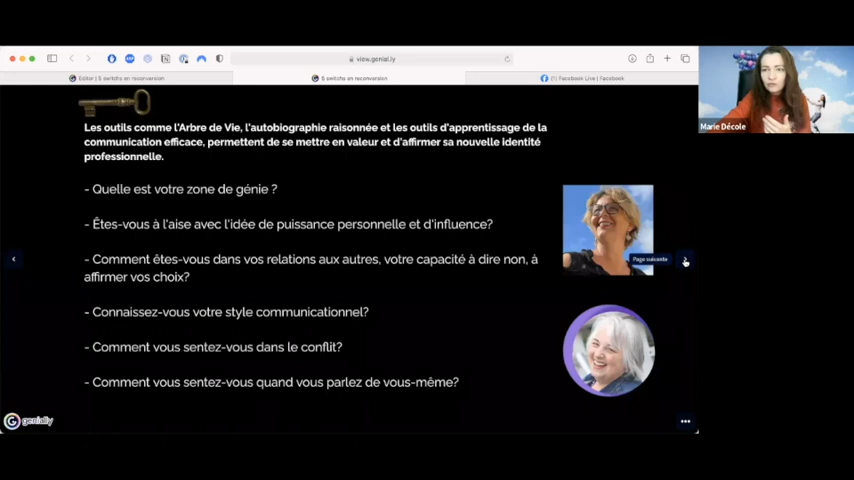 view.genial.ly
Editor | 5 switchs en reconversion
5 switchs en reconversion
(1) Facebook Live | Facebook
Marie Décole
Les outils comme l'Arbre de Vie, l'autobiographie raisonnée et les outils d'apprentissage de la
communication efficace, permettent de se mettre en valeur et d'affirmer sa nouvelle identité
professionnelle.
- Quelle est votre zone de génie ?
- Êtes-vous à l'aise avec l'idée de puissance personnelle et d'influence?
- Comment êtes-vous dans vos relations aux autres, votre capacité à dire non, à
affirmer vos choix?
Page suivante
- Connaissez-vous votre style communicationnel?
- Comment vous sentez-vous dans le conflit?
- Comment vous sentez-vous quand vous parlez de vous-même?
genially